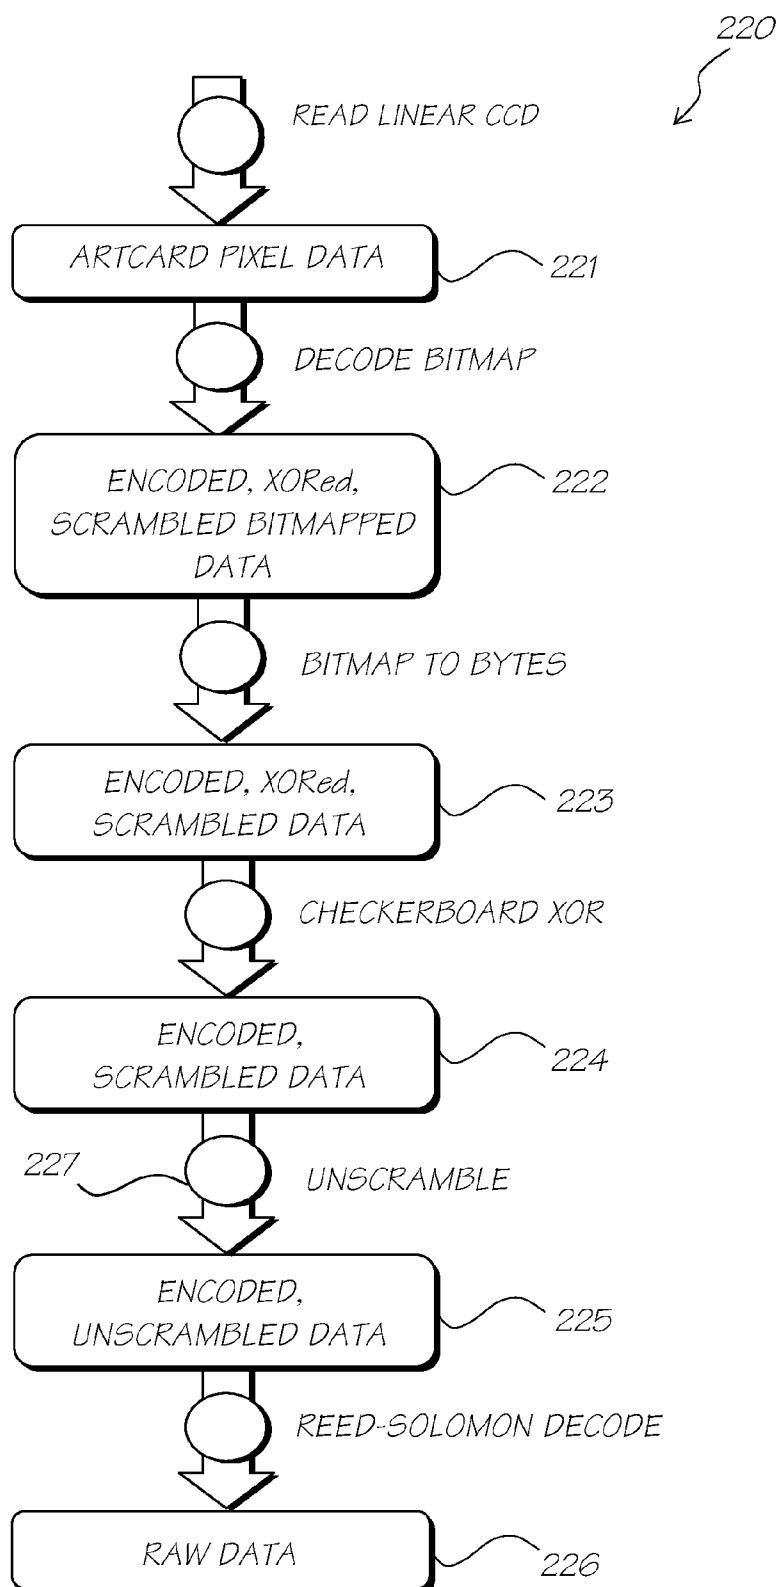 220
READ LINEAR CCD
ARTCARD PIXEL DATA
221
DECODE BITMAP
ENCODED, XORed,
SCRAMBLED BITMAPPED
DATA
222
BITMAP TO BYTES
ENCODED, XORed,
SCRAMBLED DATA
223
CHECKERBOARD XOR
ENCODED,
SCRAMBLED DATA
224
227
UNSCRAMBLE
ENCODED,
UNSCRAMBLED DATA
225
REED-SOLOMON DECODE
RAW DATA
226